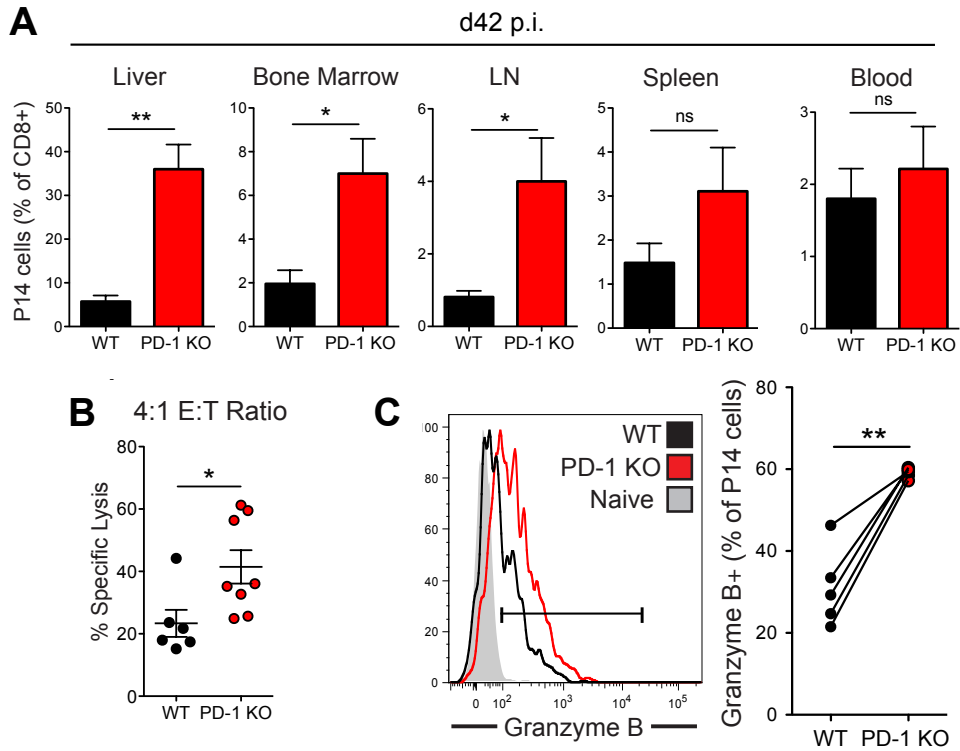 A
d42 p.i.
Liver
Bone Marrow
LN
Spleen
Blood
P14 cells (% of CD8+)
50
40
30
20
10
0
**
WT PD-1 KO
10
8
6
4
2
0
*
WT PD-1 KO
6
4
2
0
*
WT PD-1 KO
5
4
3
2
1
0
ns
WT PD-1 KO
3
2
1
0
ns
WT PD-1 KO
B
4:1 E:T Ratio
% Specific Lysis
80
60
40
20
0
*
WT PD-1 KO
C
WT
PD-1 KO
Naive
00
80
60
40
20
0
0 10² 10³ 10⁴ 10⁵
Granzyme B
Granzyme B+ (% of P14 cells)
80
60
40
20
0
**
WT PD-1 KO